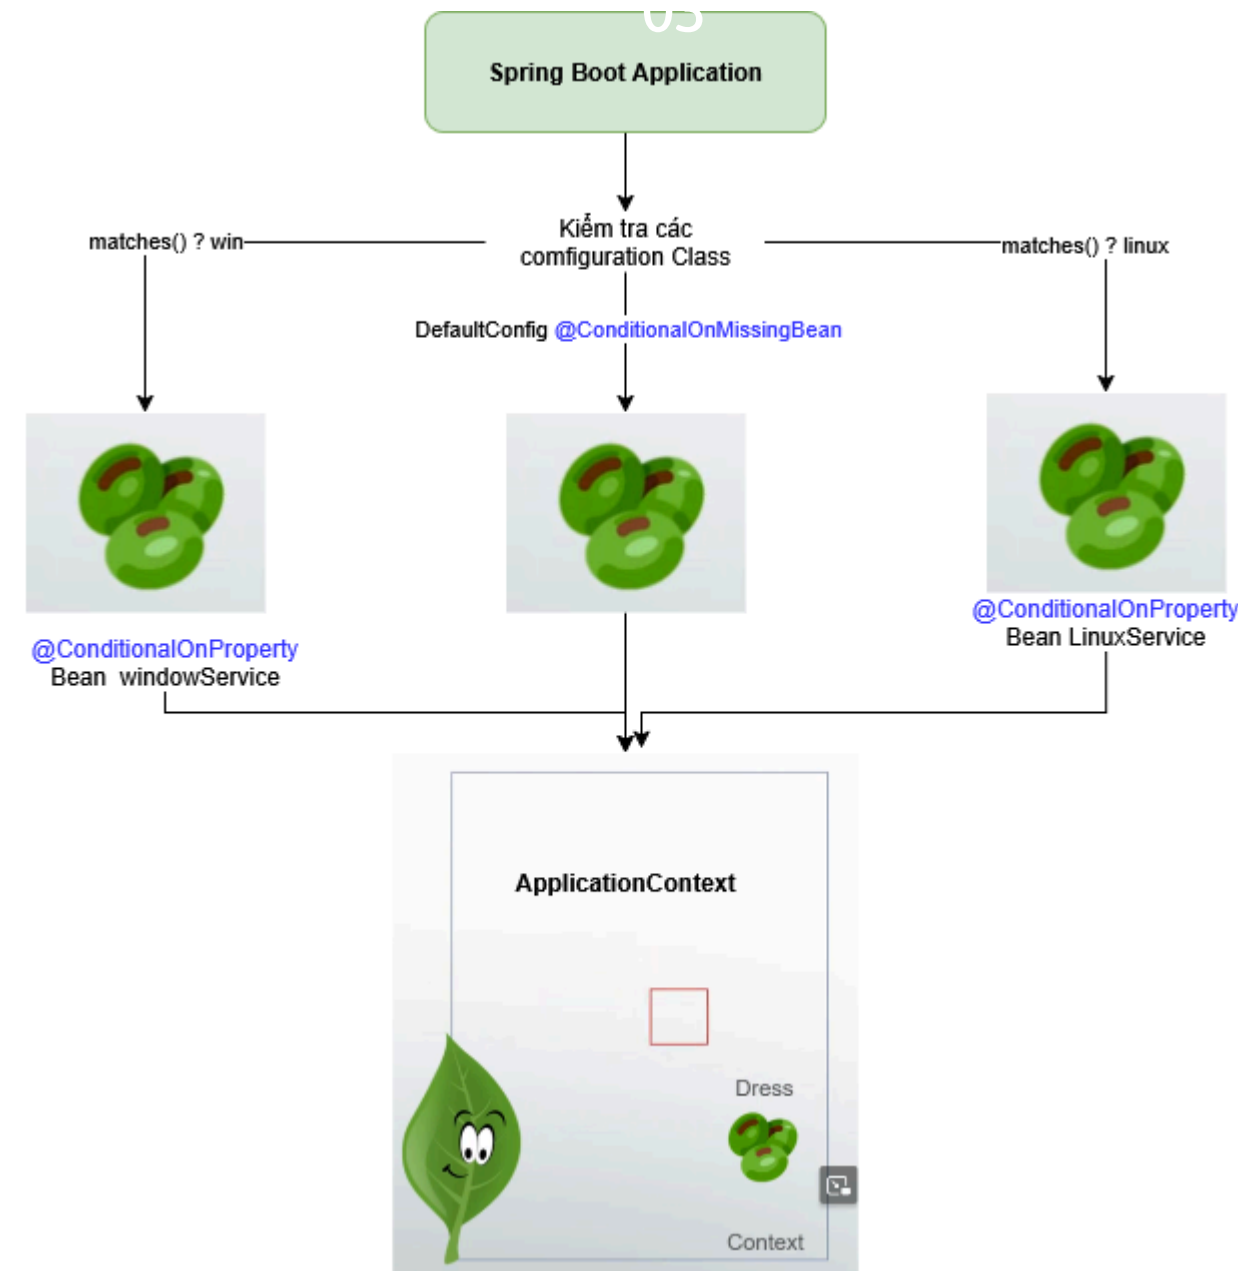 03
Spring Boot Application
Kiểm tra các
comfiguration Class
matches() ? win
matches() ? linux
DefaultConfig @ConditionalOnMissingBean
@ConditionalOnProperty
Bean LinuxService
@ConditionalOnProperty
Bean windowService
ApplicationContext
Dress
Context